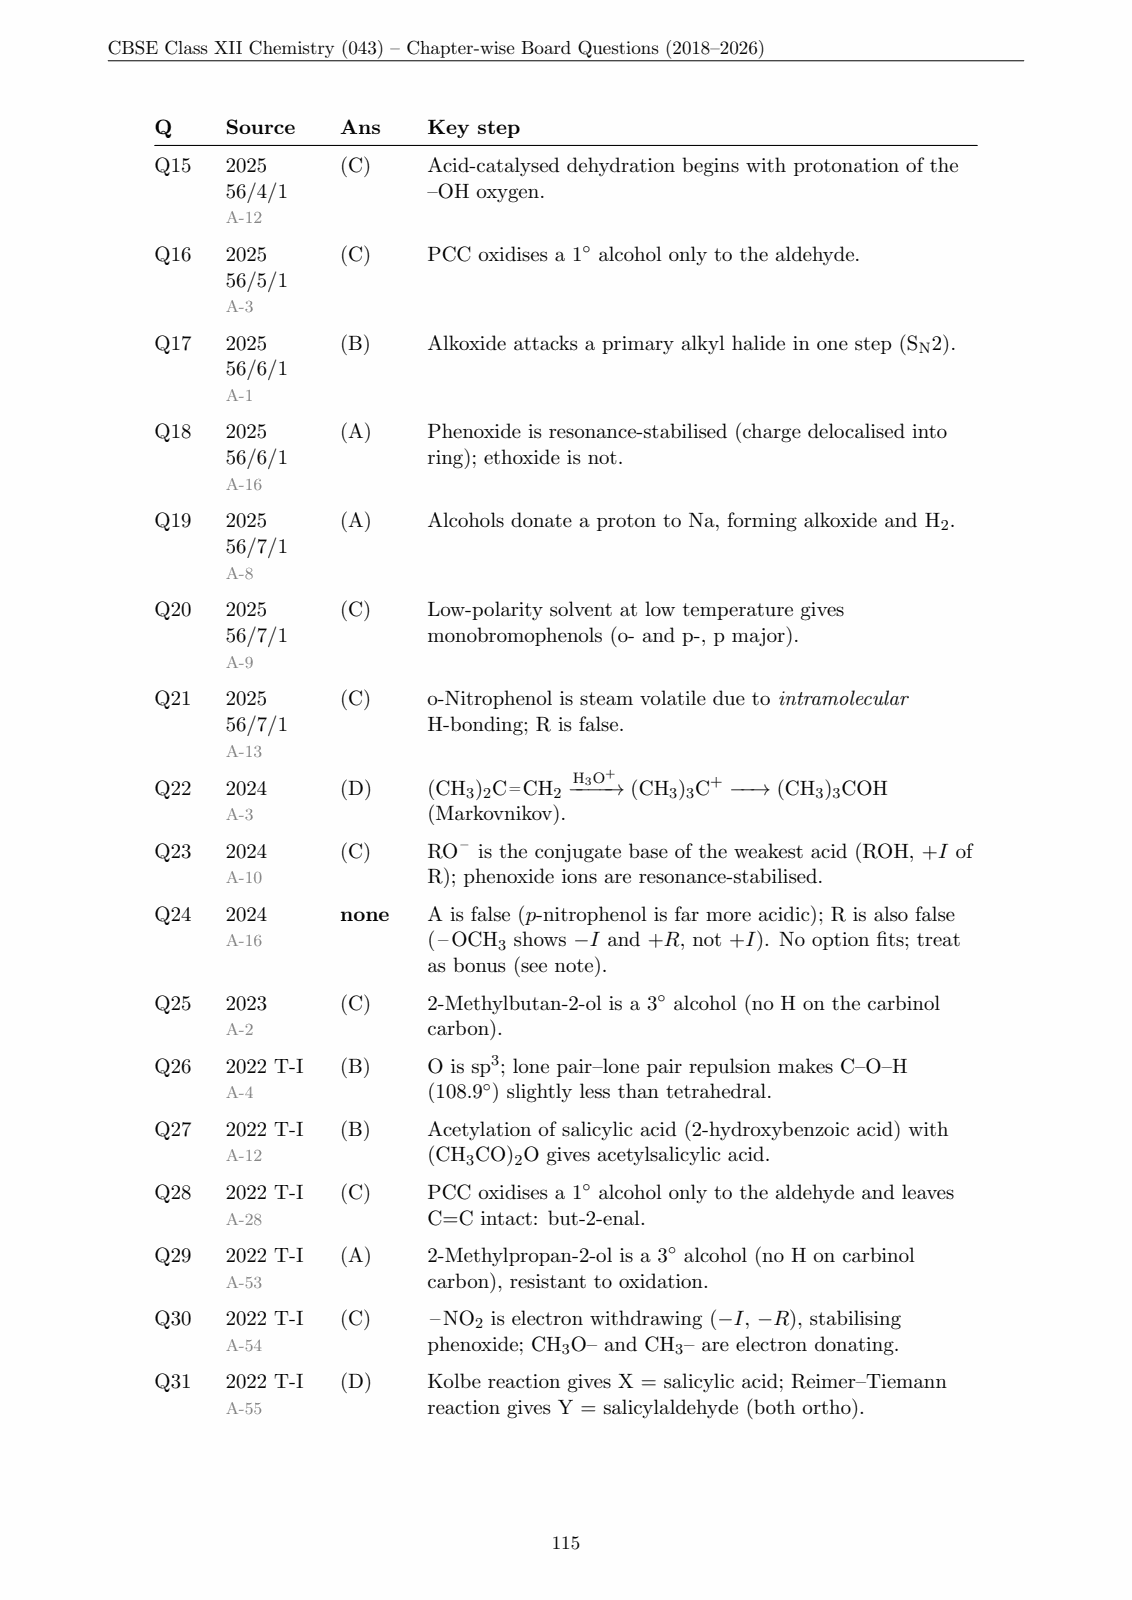 CBSE Class XII Chemistry (043) – Chapter-wise Board Questions (2018–2026)
Q Source Ans Key step
Q15 2025 (C) Acid-catalysed dehydration begins with protonation of the
56/4/1 –OH oxygen.
A-12
Q16 2025 (C) PCC oxidises a 1° alcohol only to the aldehyde.
56/5/1
A-3
Q17 2025 (B) Alkoxide attacks a primary alkyl halide in one step (S_N2).
56/6/1
A-1
Q18 2025 (A) Phenoxide is resonance-stabilised (charge delocalised into
56/6/1 ring); ethoxide is not.
A-16
Q19 2025 (A) Alcohols donate a proton to Na, forming alkoxide and H₂.
56/7/1
A-8
Q20 2025 (C) Low-polarity solvent at low temperature gives
56/7/1 monobromophenols (o- and p-, p major).
A-9
Q21 2025 (C) o-Nitrophenol is steam volatile due to intramolecular
56/7/1 H-bonding; R is false.
A-13
Q22 2024 (D) (CH₃)₂C=CH₂ —H₃O⁺→ (CH₃)₃C⁺ ⟶ (CH₃)₃COH
A-3 (Markovnikov).
Q23 2024 (C) RO⁻ is the conjugate base of the weakest acid (ROH, +I of
A-10 R); phenoxide ions are resonance-stabilised.
Q24 2024 none A is false (p-nitrophenol is far more acidic); R is also false
A-16 (–OCH₃ shows −I and +R, not +I). No option fits; treat
as bonus (see note).
Q25 2023 (C) 2-Methylbutan-2-ol is a 3° alcohol (no H on the carbinol
A-2 carbon).
Q26 2022 T-I (B) O is sp³; lone pair–lone pair repulsion makes C–O–H
A-4 (108.9°) slightly less than tetrahedral.
Q27 2022 T-I (B) Acetylation of salicylic acid (2-hydroxybenzoic acid) with
A-12 (CH₃CO)₂O gives acetylsalicylic acid.
Q28 2022 T-I (C) PCC oxidises a 1° alcohol only to the aldehyde and leaves
A-28 C=C intact: but-2-enal.
Q29 2022 T-I (A) 2-Methylpropan-2-ol is a 3° alcohol (no H on carbinol
A-53 carbon), resistant to oxidation.
Q30 2022 T-I (C) –NO₂ is electron withdrawing (−I, −R), stabilising
A-54 phenoxide; CH₃O– and CH₃– are electron donating.
Q31 2022 T-I (D) Kolbe reaction gives X = salicylic acid; Reimer–Tiemann
A-55 reaction gives Y = salicylaldehyde (both ortho).
115